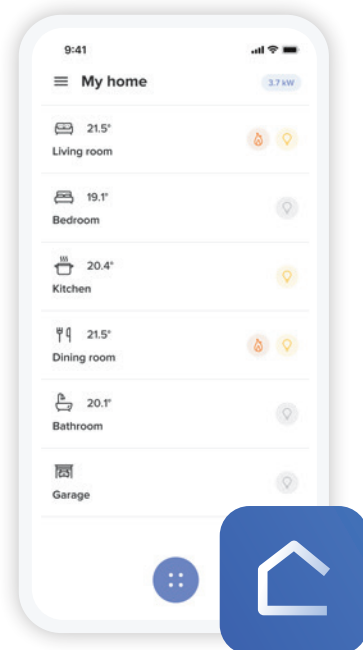 9:41
My home
3.7 kW
21.5°
Living room
19.1°
Bedroom
20.4°
Kitchen
21.5°
Dining room
20.1°
Bathroom
Garage